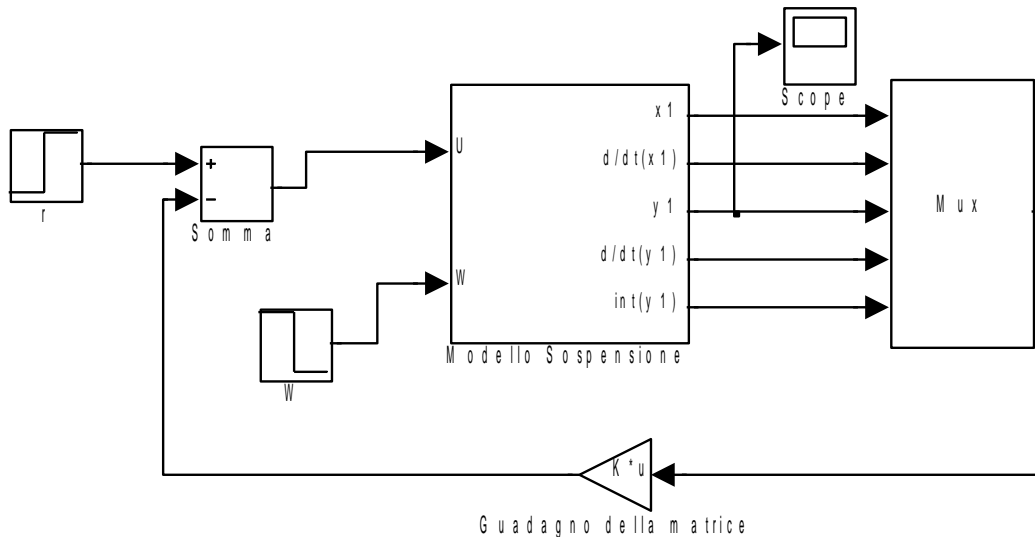 Scope
x1
r
+
−
Somma
U
d/dt(x1)
y1
Mux
W
d/dt(y1)
int(y1)
Modello Sospensione
W
K*u
Guadagno della matrice